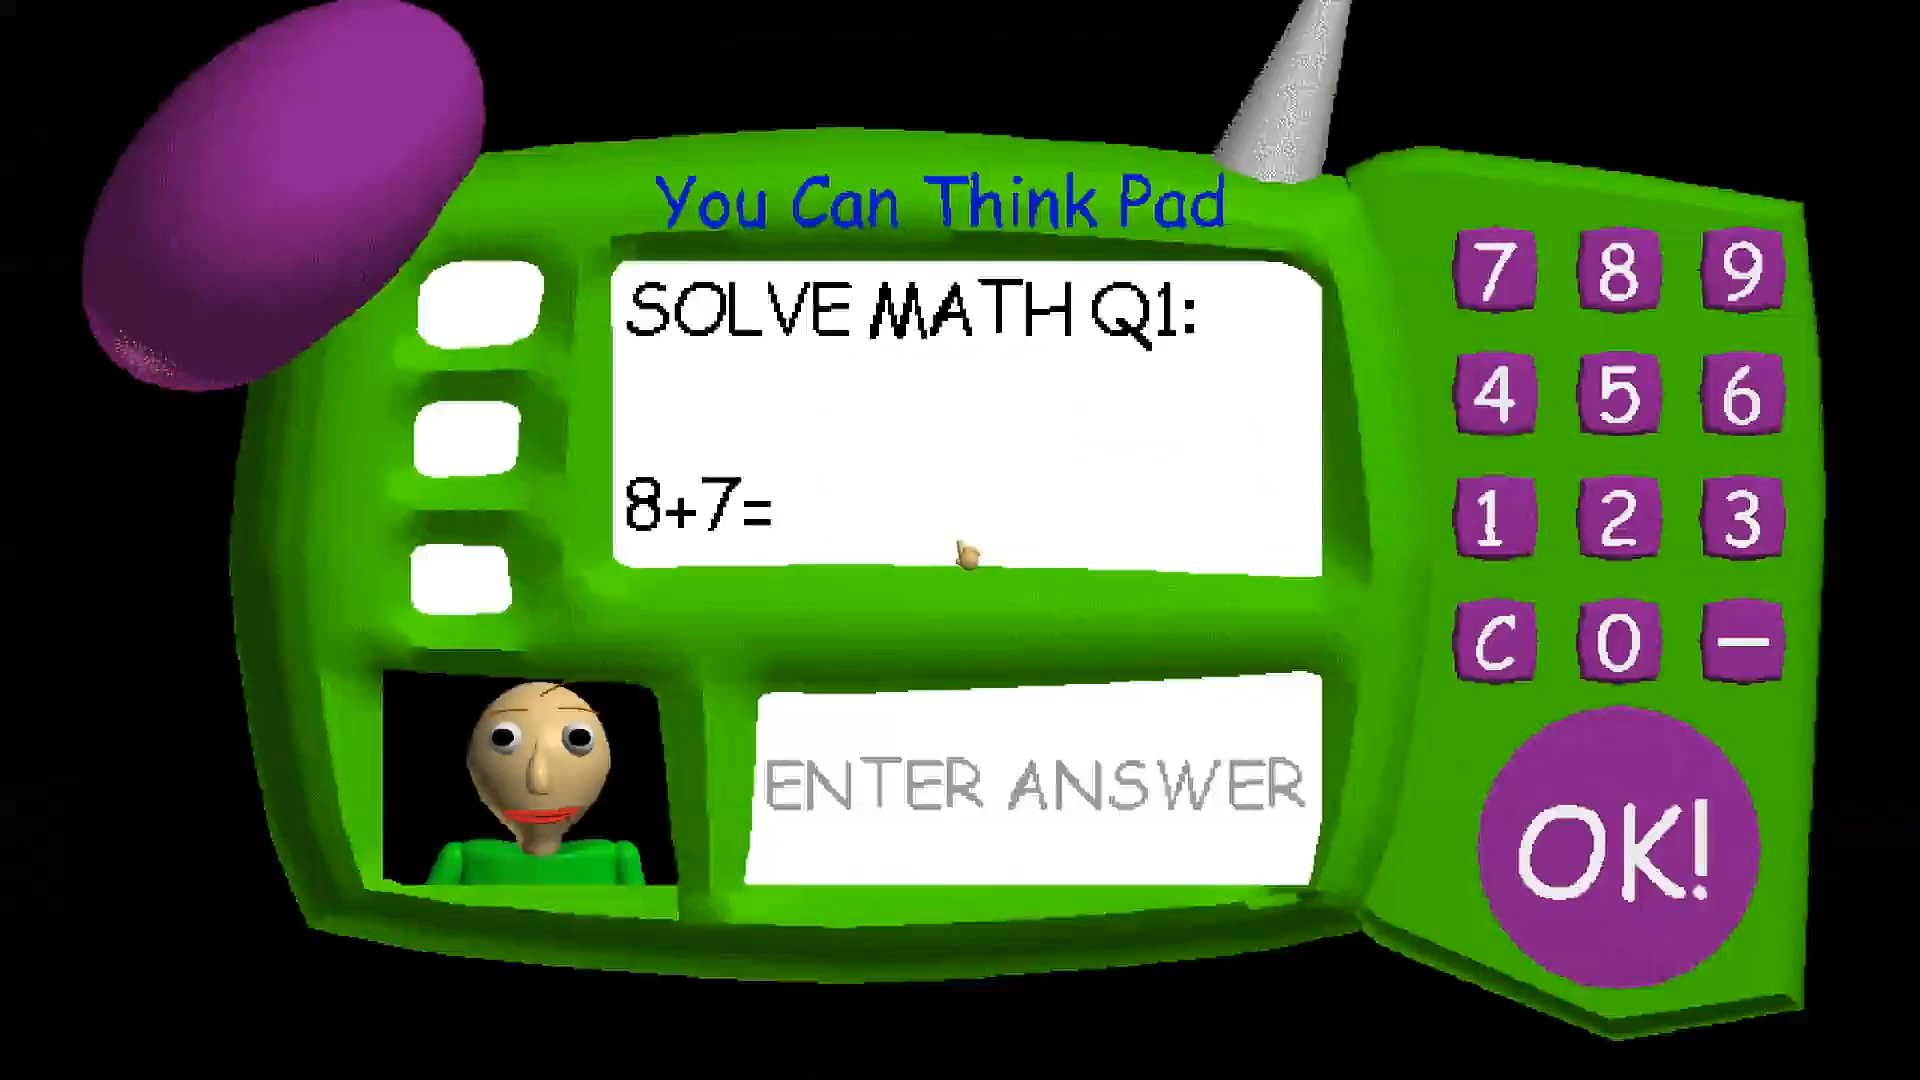 You Can Think Pad
SOLVE MATH Q1:
8+7=
7 8 9
4 5 6
1 2 3
C 0 —
ENTER ANSWER
OK!